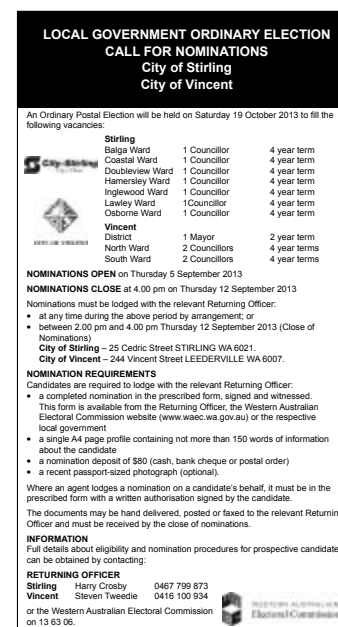 LOCAL GOVERNMENT ORDINARY ELECTION
CALL FOR NOMINATIONS
City of Stirling
City of Vincent
An Ordinary Postal Election will be held on Saturday 19 October 2013 to fill the
following vacancies:
Stirling
Balga Ward 1 Councillor 4 year term
Coastal Ward 1 Councillor 4 year term
Doubleview Ward 1 Councillor 4 year term
Hamersley Ward 1 Councillor 4 year term
Inglewood Ward 1 Councillor 4 year term
Lawley Ward 1Councillor 4 year term
Osborne Ward 1 Councillor 4 year term
City of Stirling
CITY OF VINCENT
Vincent
District 1 Mayor 2 year term
North Ward 2 Councillors 4 year terms
South Ward 2 Councillors 4 year terms
NOMINATIONS OPEN on Thursday 5 September 2013
NOMINATIONS CLOSE at 4.00 pm on Thursday 12 September 2013
Nominations must be lodged with the relevant Returning Officer:
• at any time during the above period by arrangement; or
• between 2.00 pm and 4.00 pm Thursday 12 September 2013 (Close of
Nominations)
City of Stirling – 25 Cedric Street STIRLING WA 6021.
City of Vincent – 244 Vincent Street LEEDERVILLE WA 6007.
NOMINATION REQUIREMENTS
Candidates are required to lodge with the relevant Returning Officer:
• a completed nomination in the prescribed form, signed and witnessed.
This form is available from the Returning Officer, the Western Australian
Electoral Commission website (www.waec.wa.gov.au) or the respective
local government
• a single A4 page profile containing not more than 150 words of information
about the candidate
• a nomination deposit of $80 (cash, bank cheque or postal order)
• a recent passport-sized photograph (optional).
Where an agent lodges a nomination on a candidate's behalf, it must be in the
prescribed form with a written authorisation signed by the candidate.
The documents may be hand delivered, posted or faxed to the relevant Returnin
Officer and must be received by the close of nominations.
INFORMATION
Full details about eligibility and nomination procedures for prospective candidate
can be obtained by contacting:
RETURNING OFFICER
Stirling Harry Crosby 0467 799 873
Vincent Steven Tweedie 0416 100 934
or the Western Australian Electoral Commission
on 13 63 06.
WESTERN AUSTRALIAN
Electoral Commission